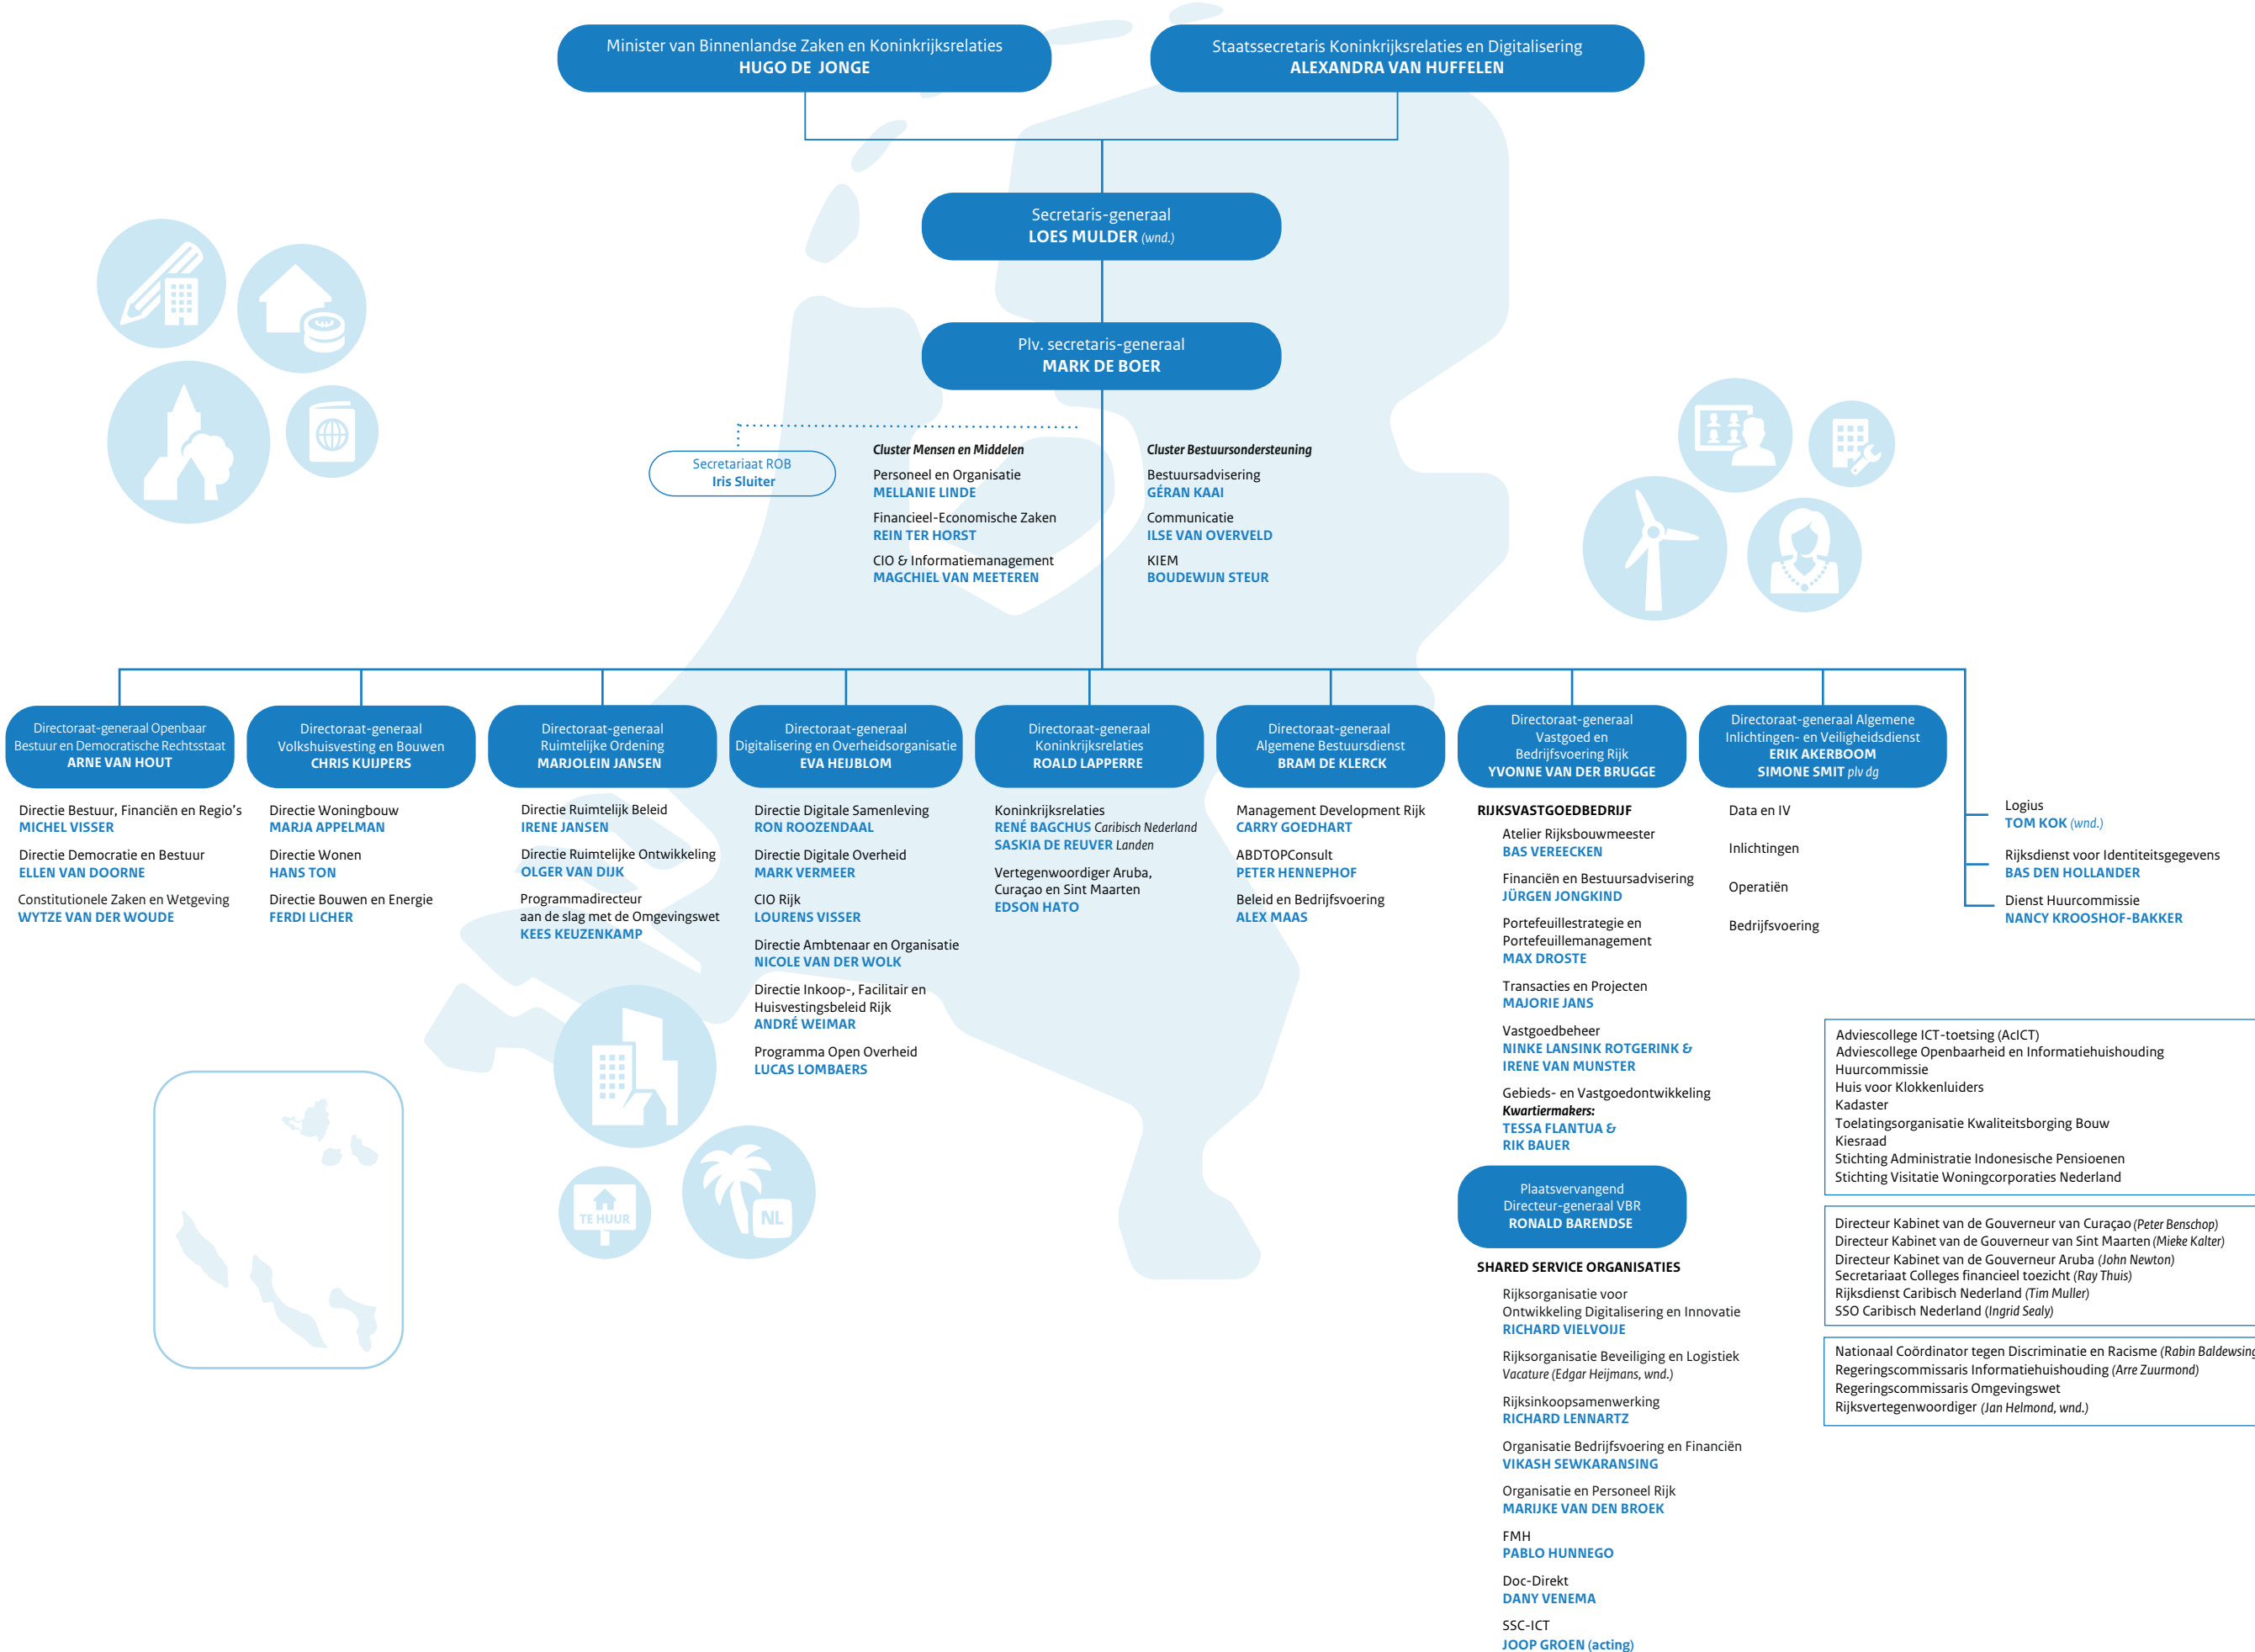 Minister van Binnenlandse Zaken en Koninkrijksrelaties
HUGO DE JONGE
Staatssecretaris Koninkrijksrelaties en Digitalisering
ALEXANDRA VAN HUFFELEN
Secretaris-generaal
LOES MULDER (wnd.)
Plv. secretaris-generaal
MARK DE BOER
Secretariaat ROB
Iris Sluiter
Cluster Mensen en Middelen
Personeel en Organisatie
MELLANIE LINDE
Financieel-Economische Zaken
REIN TER HORST
CIO & Informatiemanagement
MAGCHIEL VAN MEETEREN
Cluster Bestuursondersteuning
Bestuursadvisering
GÉRAN KAAI
Communicatie
ILSE VAN OVERVELD
KIEM
BOUDEWIJN STEUR
Directoraat-generaal Openbaar
Bestuur en Democratische Rechtsstaat
ARNE VAN HOUT
Directie Bestuur, Financiën en Regio's
MICHEL VISSER
Directie Democratie en Bestuur
ELLEN VAN DOORNE
Constitutionele Zaken en Wetgeving
WYTZE VAN DER WOUDE
Directoraat-generaal
Volkshuisvesting en Bouwen
CHRIS KUIJPERS
Directie Woningbouw
MARJA APPELMAN
Directie Wonen
HANS TON
Directie Bouwen en Energie
FERDI LICHER
Directoraat-generaal
Ruimtelijke Ordening
MARJOLEIN JANSEN
Directie Ruimtelijk Beleid
IRENE JANSEN
Directie Ruimtelijke Ontwikkeling
OLGER VAN DIJK
Programmadirecteur
aan de slag met de Omgevingswet
KEES KEUZENKAMP
Directoraat-generaal
Digitalisering en Overheidsorganisatie
EVA HEIJBLOM
Directie Digitale Samenleving
RON ROOZENDAAL
Directie Digitale Overheid
MARK VERMEER
CIO Rijk
LOURENS VISSER
Directie Ambtenaar en Organisatie
NICOLE VAN DER WOLK
Directie Inkoop-, Facilitair en
Huisvestingsbeleid Rijk
ANDRÉ WEIMAR
Programma Open Overheid
LUCAS LOMBAERS
Directoraat-generaal
Koninkrijksrelaties
ROALD LAPPERRE
Koninkrijksrelaties
RENÉ BAGCHUS Caribisch Nederland
SASKIA DE REUVER Landen
Vertegenwoordiger Aruba,
Curaçao en Sint Maarten
EDSON HATO
Directoraat-generaal
Algemene Bestuursdienst
BRAM DE KLERCK
Management Development Rijk
CARRY GOEDHART
ABDTOPConsult
PETER HENNEPHOF
Beleid en Bedrijfsvoering
ALEX MAAS
Directoraat-generaal
Vastgoed en
Bedrijfsvoering Rijk
YVONNE VAN DER BRUGGE
RIJKSVASTGOEDBEDRIJF
Atelier Rijksbouwmeester
BAS VEREECKEN
Financiën en Bestuursadvisering
JÜRGEN JONGKIND
Portefeuillestrategie en
Portefeuillemanagement
MAX DROSTE
Transacties en Projecten
MAJORIE JANS
Vastgoedbeheer
NINKE LANSINK ROTGERINK &
IRENE VAN MUNSTER
Gebieds- en Vastgoedontwikkeling
Kwartiermakers:
TESSA FLANTUA &
RIK BAUER
Plaatsvervangend
Directeur-generaal VBR
RONALD BARENDSE
SHARED SERVICE ORGANISATIES
Rijksorganisatie voor
Ontwikkeling Digitalisering en Innovatie
RICHARD VIELVOIJE
Rijksorganisatie Beveiliging en Logistiek
Vacature (Edgar Heijmans, wnd.)
Rijksinkoopsamenwerking
RICHARD LENNARTZ
Organisatie Bedrijfsvoering en Financiën
VIKASH SEWKARANSING
Organisatie en Personeel Rijk
MARIJKE VAN DEN BROEK
FMH
PABLO HUNNEGO
Doc-Direkt
DANY VENEMA
SSC-ICT
JOOP GROEN (acting)
Directoraat-generaal Algemene
Inlichtingen- en Veiligheidsdienst
ERIK AKERBOOM
SIMONE SMIT plv dg
Data en IV
Inlichtingen
Operatiën
Bedrijfsvoering
Logius
TOM KOK (wnd.)
Rijksdienst voor Identiteitsgegevens
BAS DEN HOLLANDER
Dienst Huurcommissie
NANCY KROOSHOF-BAKKER
Adviescollege ICT-toetsing (AcICT)
Adviescollege Openbaarheid en Informatiehuishouding
Huurcommissie
Huis voor Klokkenluiders
Kadaster
Toelatingsorganisatie Kwaliteitsborging Bouw
Kiesraad
Stichting Administratie Indonesische Pensioenen
Stichting Visitatie Woningcorporaties Nederland
Directeur Kabinet van de Gouverneur van Curaçao (Peter Benschop)
Directeur Kabinet van de Gouverneur van Sint Maarten (Mieke Kalter)
Directeur Kabinet van de Gouverneur Aruba (John Newton)
Secretariaat Colleges financieel toezicht (Ray Thuis)
Rijksdienst Caribisch Nederland (Tim Muller)
SSO Caribisch Nederland (Ingrid Sealy)
Nationaal Coördinator tegen Discriminatie en Racisme (Rabin Baldewsing
Regeringscommissaris Informatiehuishouding (Arre Zuurmond)
Regeringscommissaris Omgevingswet
Rijksvertegenwoordiger (Jan Helmond, wnd.)
TE HUUR
NL